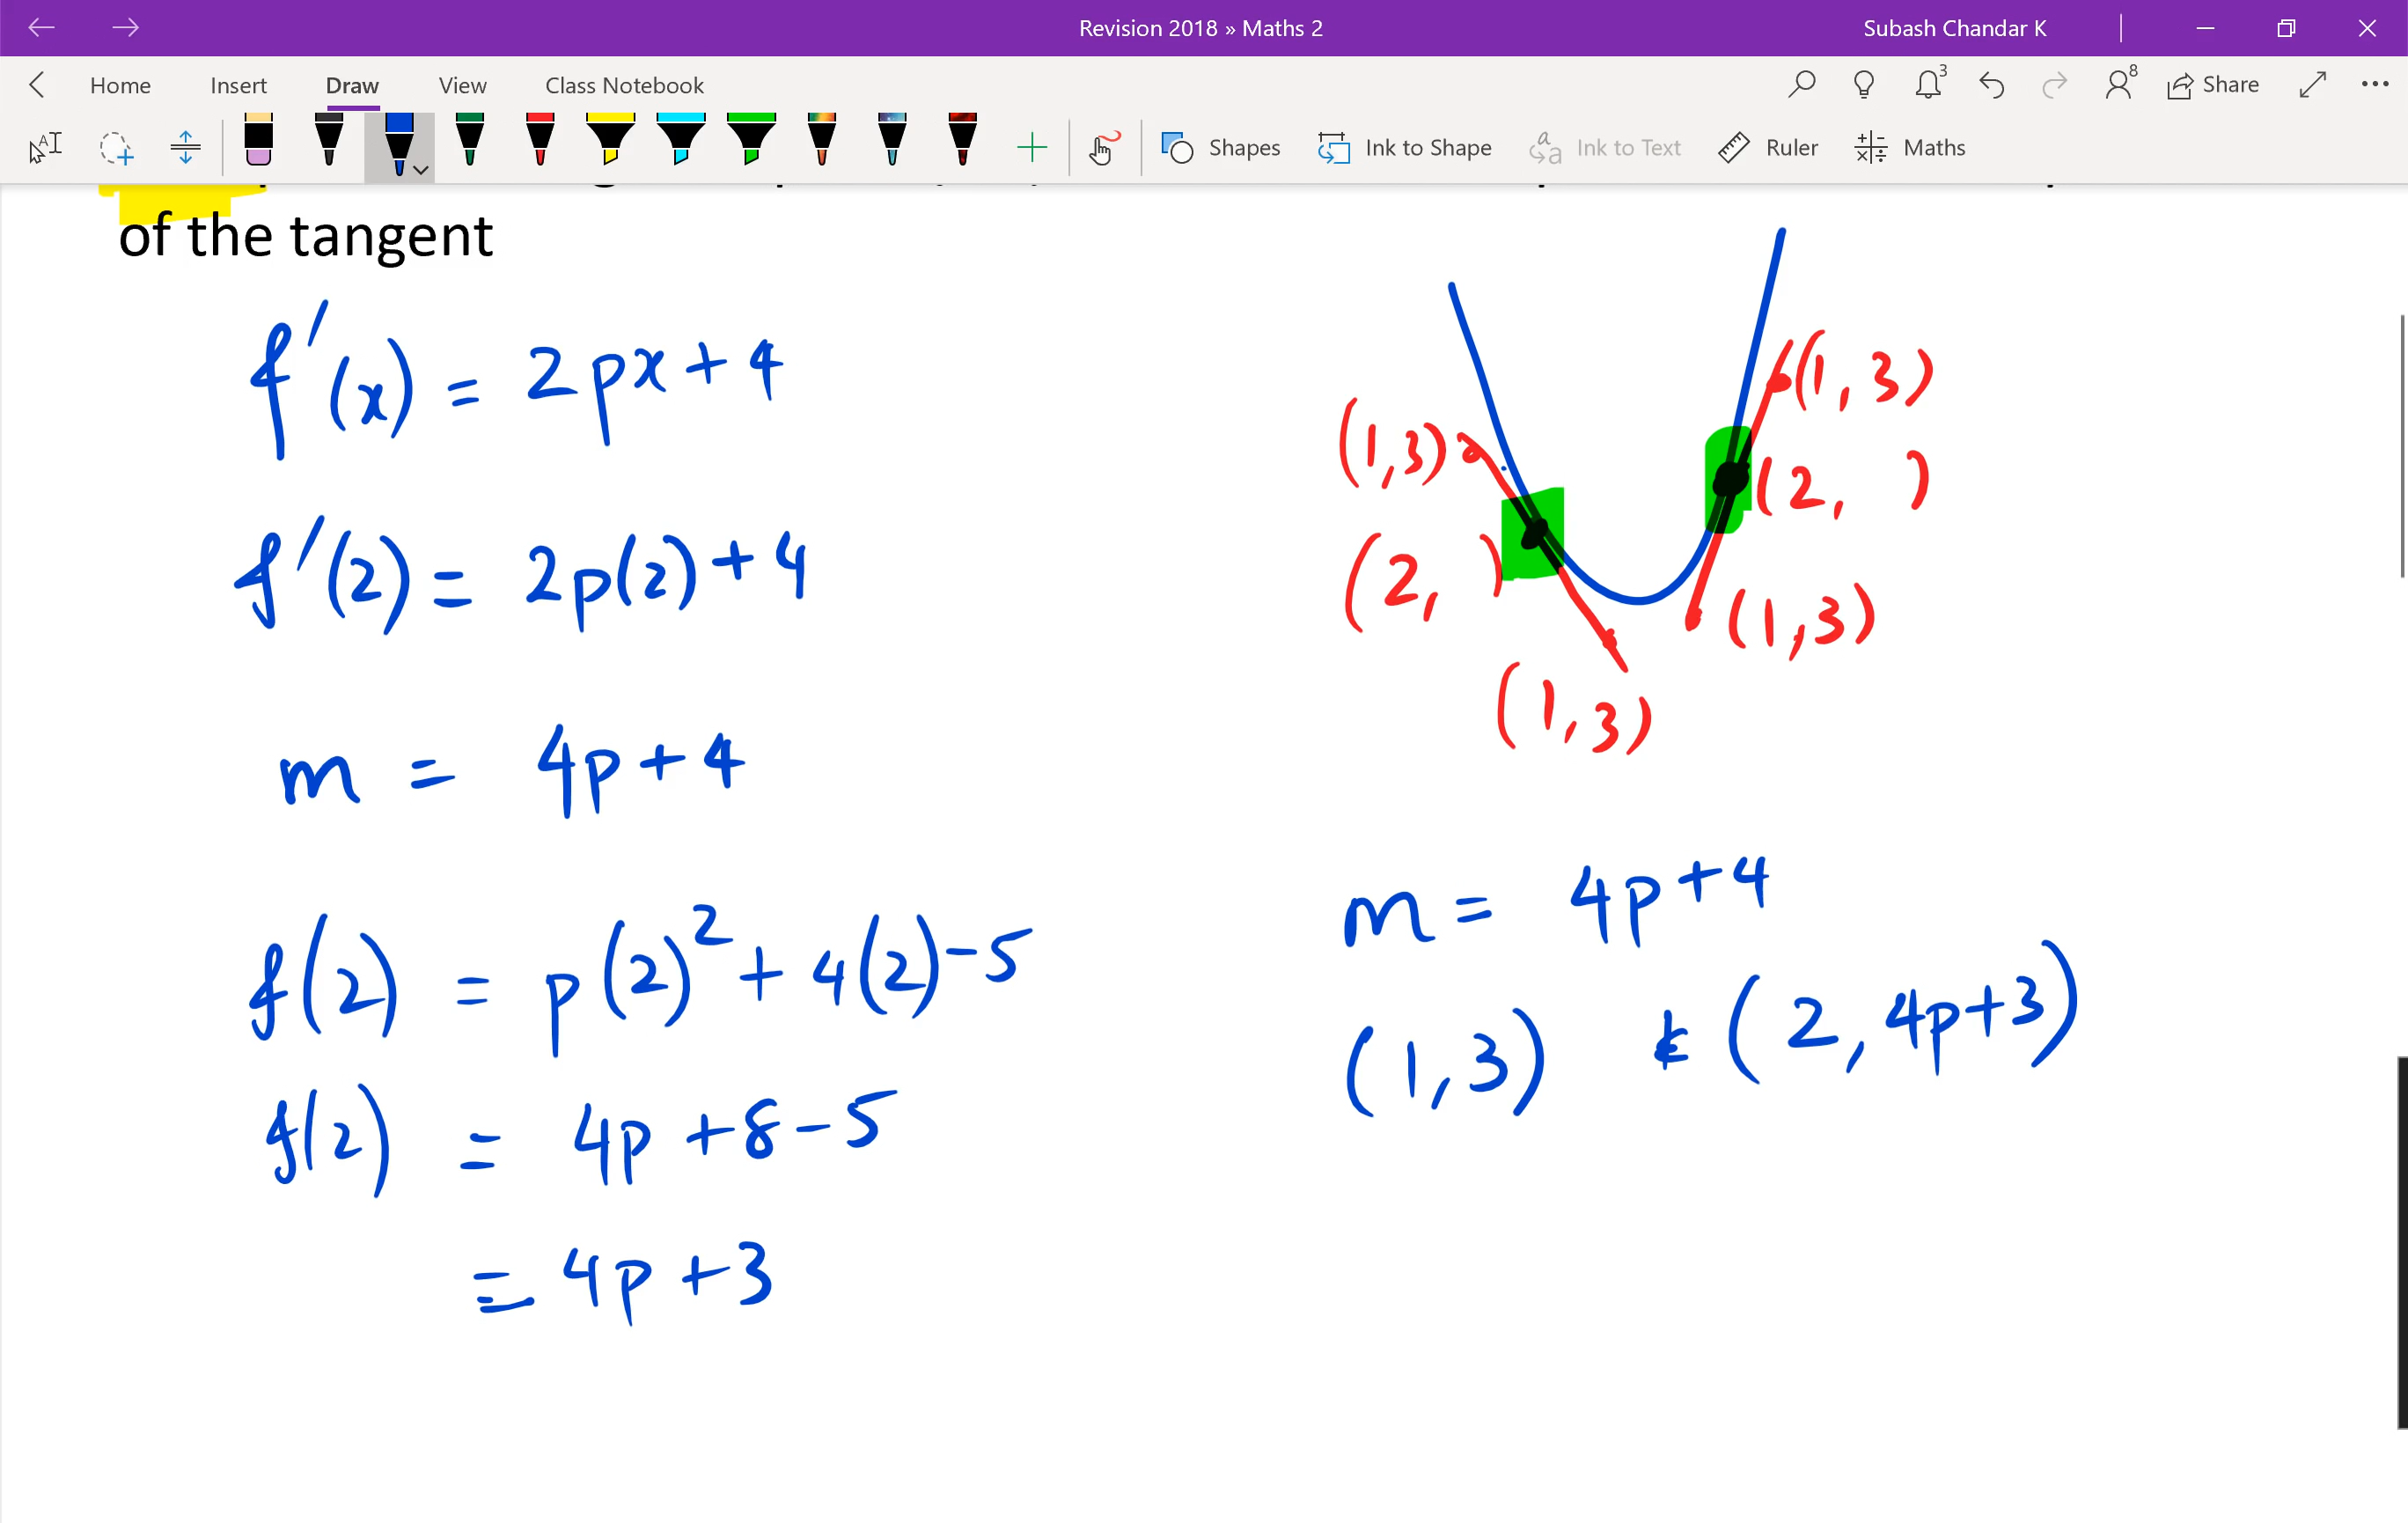 Revision 2018 » Maths 2
Subash Chandar K
Home Insert Draw View Class Notebook
3 8 Share
Shapes Ink to Shape Ink to Text Ruler Maths
of the tangent
f'(x) = 2px + 4
f'(2) = 2p(2) + 4
m = 4p + 4
f(2) = p(2)² + 4(2) - 5
f(2) = 4p + 8 - 5
= 4p + 3
(1, 3)
(1, 3)
(2, )
(2, )
(1, 3)
(1, 3)
m = 4p + 4
(1, 3) & (2, 4p + 3)